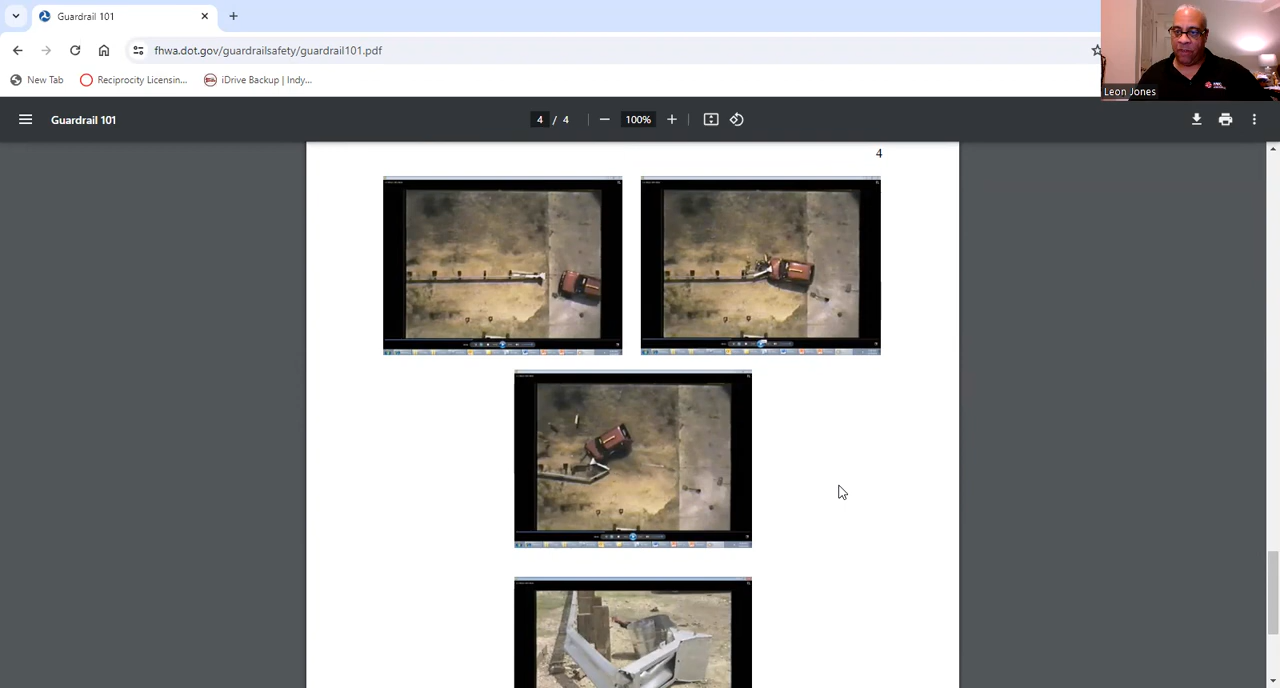 Guardrail 101
fhwa.dot.gov/guardrailsafety/guardrail101.pdf
New Tab
Reciprocity Licensin...
iDrive Backup | Indy...
Leon Jones
Guardrail 101
4 / 4
100%
4